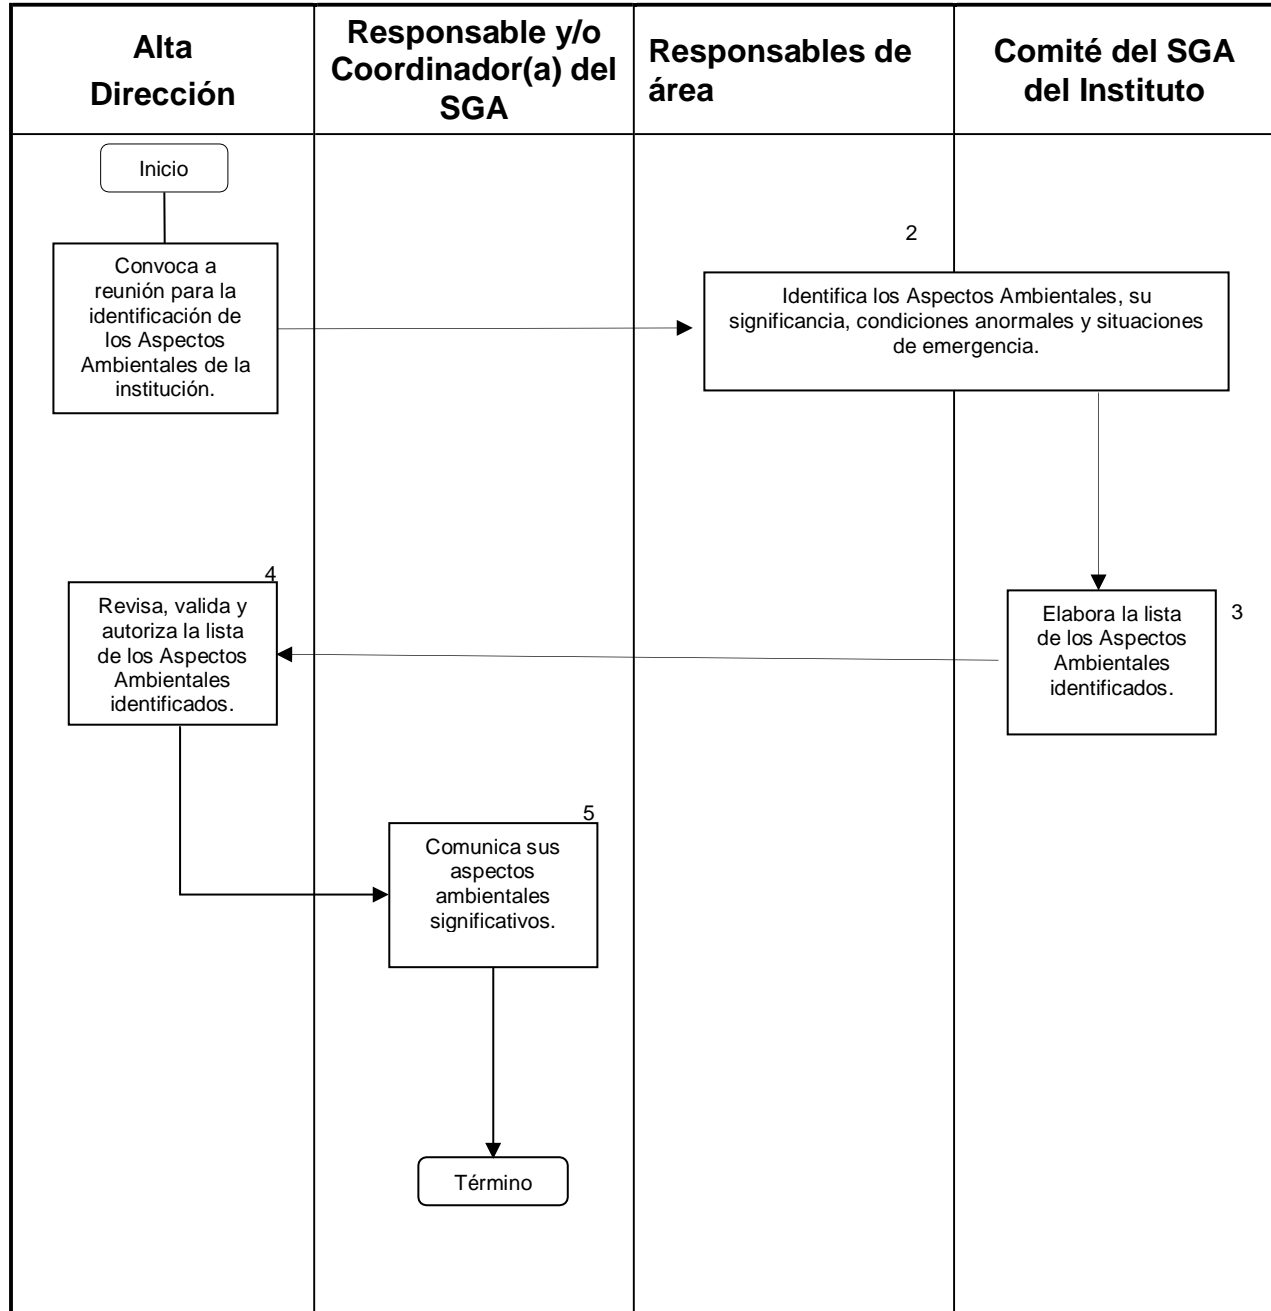 Alta
Dirección
Responsable y/o
Coordinador(a) del
SGA
Responsables de
área
Comité del SGA
del Instituto
Inicio
Convoca a
reunión para la
identificación de
los Aspectos
Ambientales de la
institución.
2
Identifica los Aspectos Ambientales, su
significancia, condiciones anormales y situaciones
de emergencia.
4
Revisa, valida y
autoriza la lista
de los Aspectos
Ambientales
identificados.
Elabora la lista
de los Aspectos
Ambientales
identificados.
3
5
Comunica sus
aspectos
ambientales
significativos.
Término